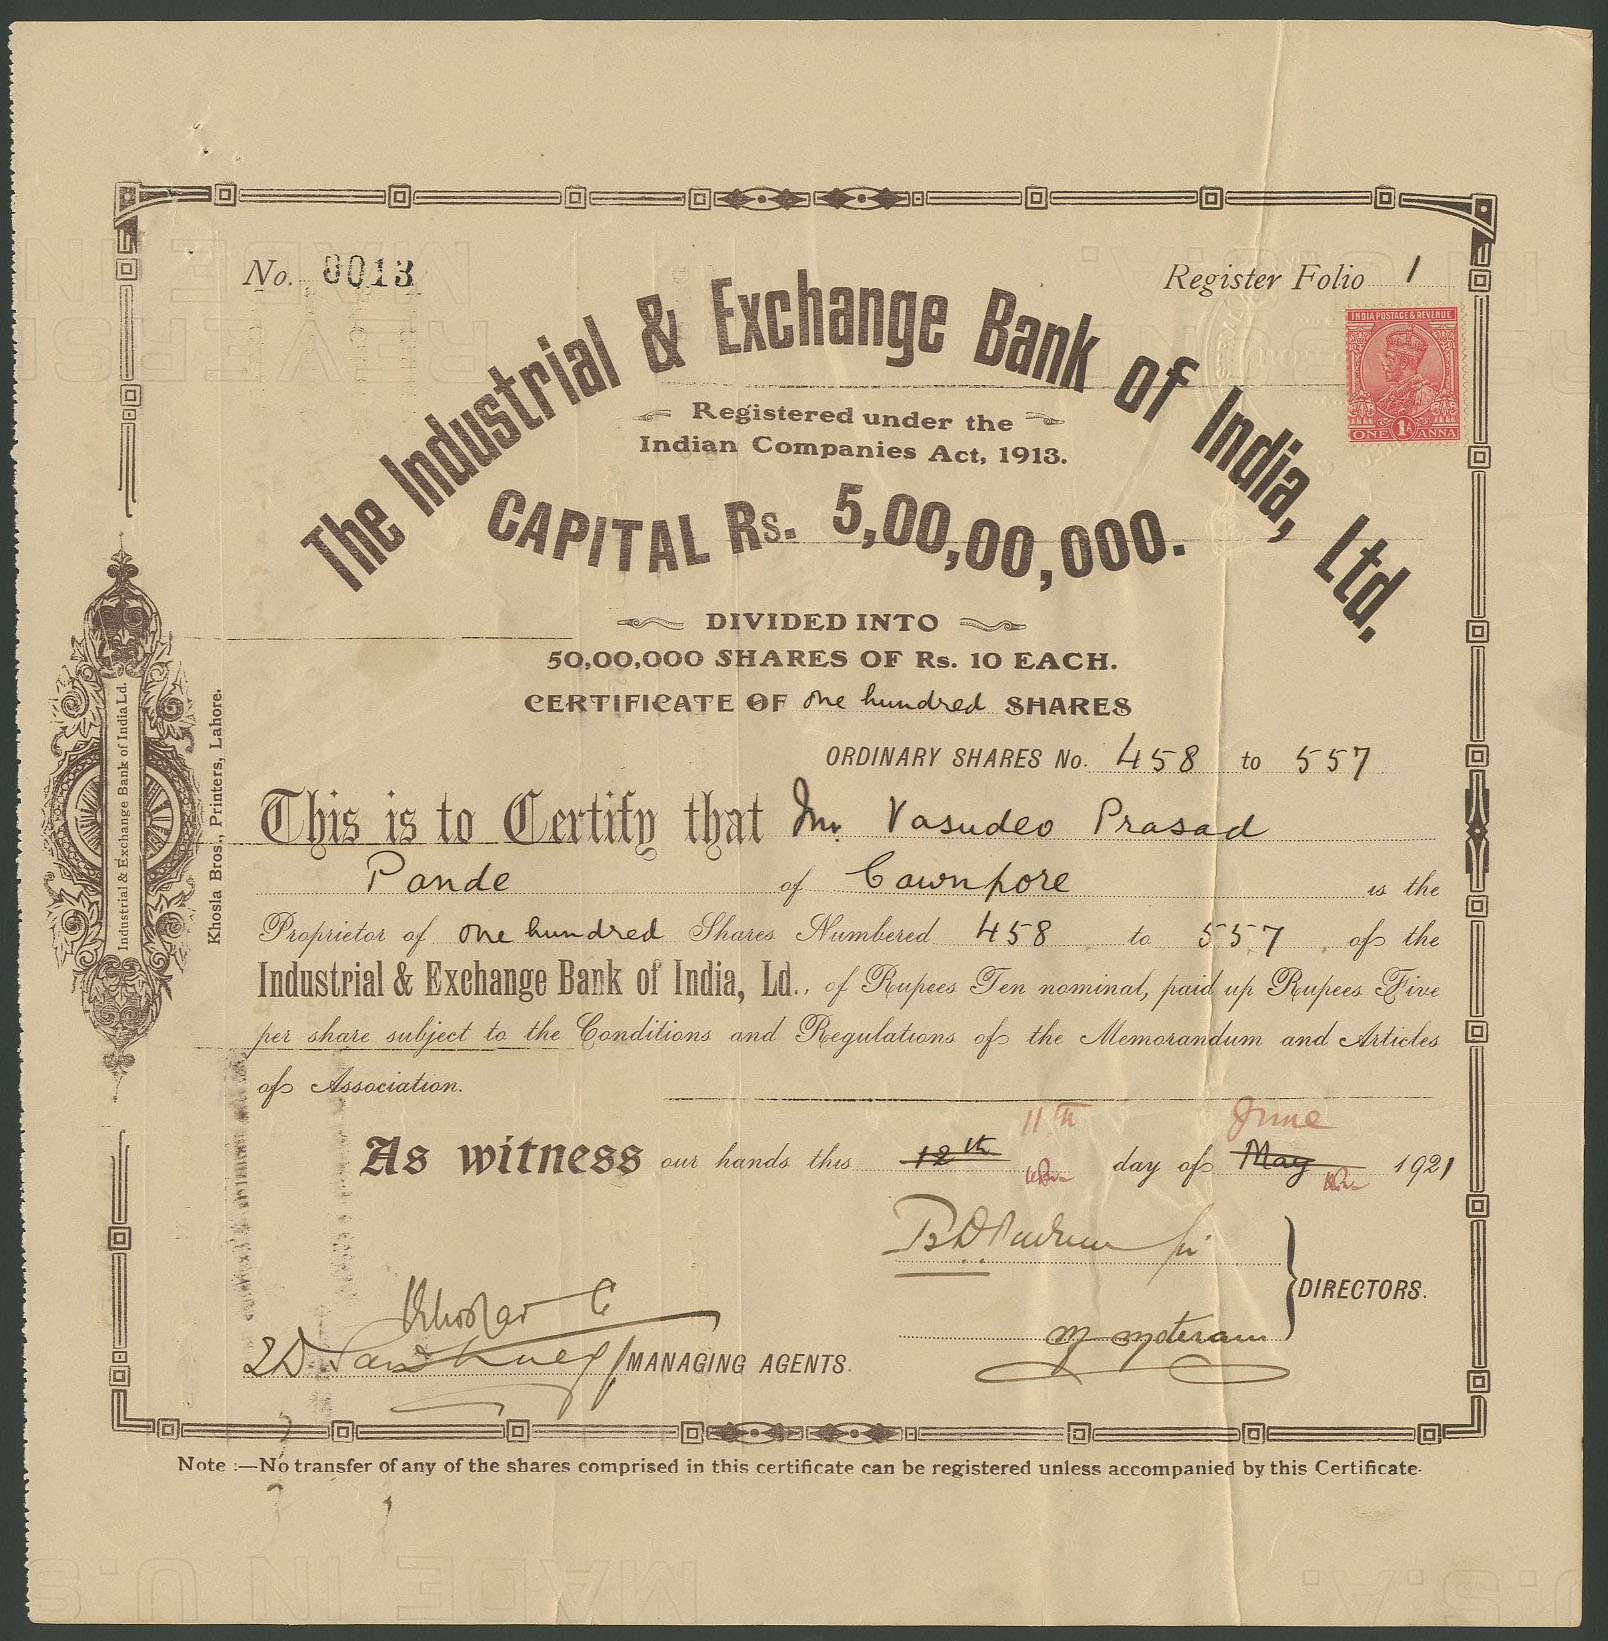 No. 0013
Register Folio 1
INDIA POSTAGE & REVENUE
ONE 1A ANNA
The Industrial & Exchange Bank of India, Ltd.
Registered under the
Indian Companies Act, 1913.
CAPITAL Rs. 5,00,00,000.
DIVIDED INTO
50,00,000 SHARES OF Rs. 10 EACH.
CERTIFICATE OF one hundred SHARES
ORDINARY SHARES No. 458 to 557
This is to Certify that Mr. Vasudeo Prasad
Pande of Cawnpore is the
Proprietor of one hundred Shares Numbered 458 to 557 of the
Industrial & Exchange Bank of India, Ld., of Rupees Ten nominal, paid up Rupees Five
per share subject to the Conditions and Regulations of the Memorandum and Articles
of Association.
11th June
As witness our hands this 12th day of May 1921
DIRECTORS.
MANAGING AGENTS.
Note :—No transfer of any of the shares comprised in this certificate can be registered unless accompanied by this Certificate.
Industrial & Exchange Bank of India Ld.
Khosla Bros., Printers, Lahore.
MADE IN U.S.A.